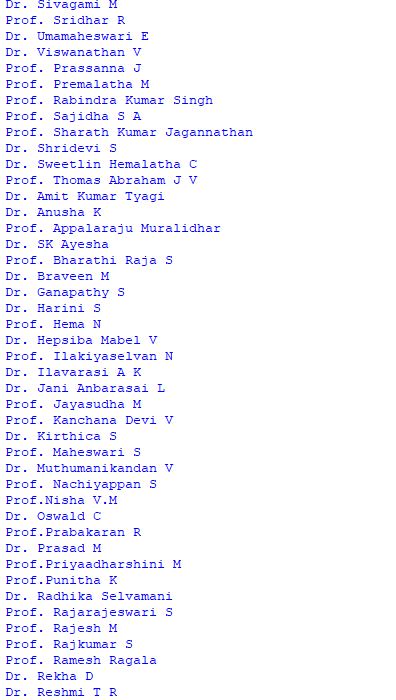 Dr. Sivagami M
Prof. Sridhar R
Dr. Umamaheswari E
Dr. Viswanathan V
Prof. Prassanna J
Prof. Premalatha M
Prof. Rabindra Kumar Singh
Prof. Sajidha S A
Prof. Sharath Kumar Jagannathan
Dr. Shridevi S
Dr. Sweetlin Hemalatha C
Prof. Thomas Abraham J V
Dr. Amit Kumar Tyagi
Dr. Anusha K
Prof. Appalaraju Muralidhar
Dr. SK Ayesha
Prof. Bharathi Raja S
Dr. Braveen M
Dr. Ganapathy S
Dr. Harini S
Prof. Hema N
Dr. Hepsiba Mabel V
Prof. Ilakiyaselvan N
Dr. Ilavarasi A K
Dr. Jani Anbarasai L
Prof. Jayasudha M
Prof. Kanchana Devi V
Dr. Kirthica S
Prof. Maheswari S
Dr. Muthumanikandan V
Prof. Nachiyappan S
Prof.Nisha V.M
Dr. Oswald C
Prof.Prabakaran R
Dr. Prasad M
Prof.Priyaadharshini M
Prof.Punitha K
Dr. Radhika Selvamani
Prof. Rajarajeswari S
Prof. Rajesh M
Prof. Rajkumar S
Prof. Ramesh Ragala
Dr. Rekha D
Dr. Reshmi T R